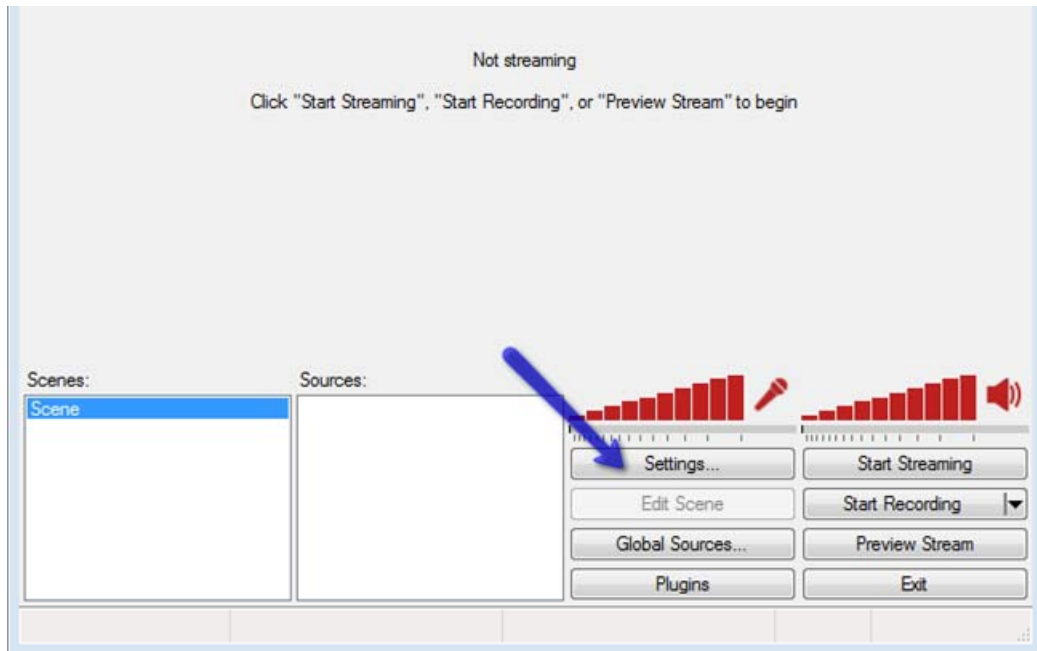 Not streaming
Click "Start Streaming", "Start Recording", or "Preview Stream" to begin
Scenes:
Sources:
Scene
Settings...
Start Streaming
Edit Scene
Start Recording
Global Sources...
Preview Stream
Plugins
Exit